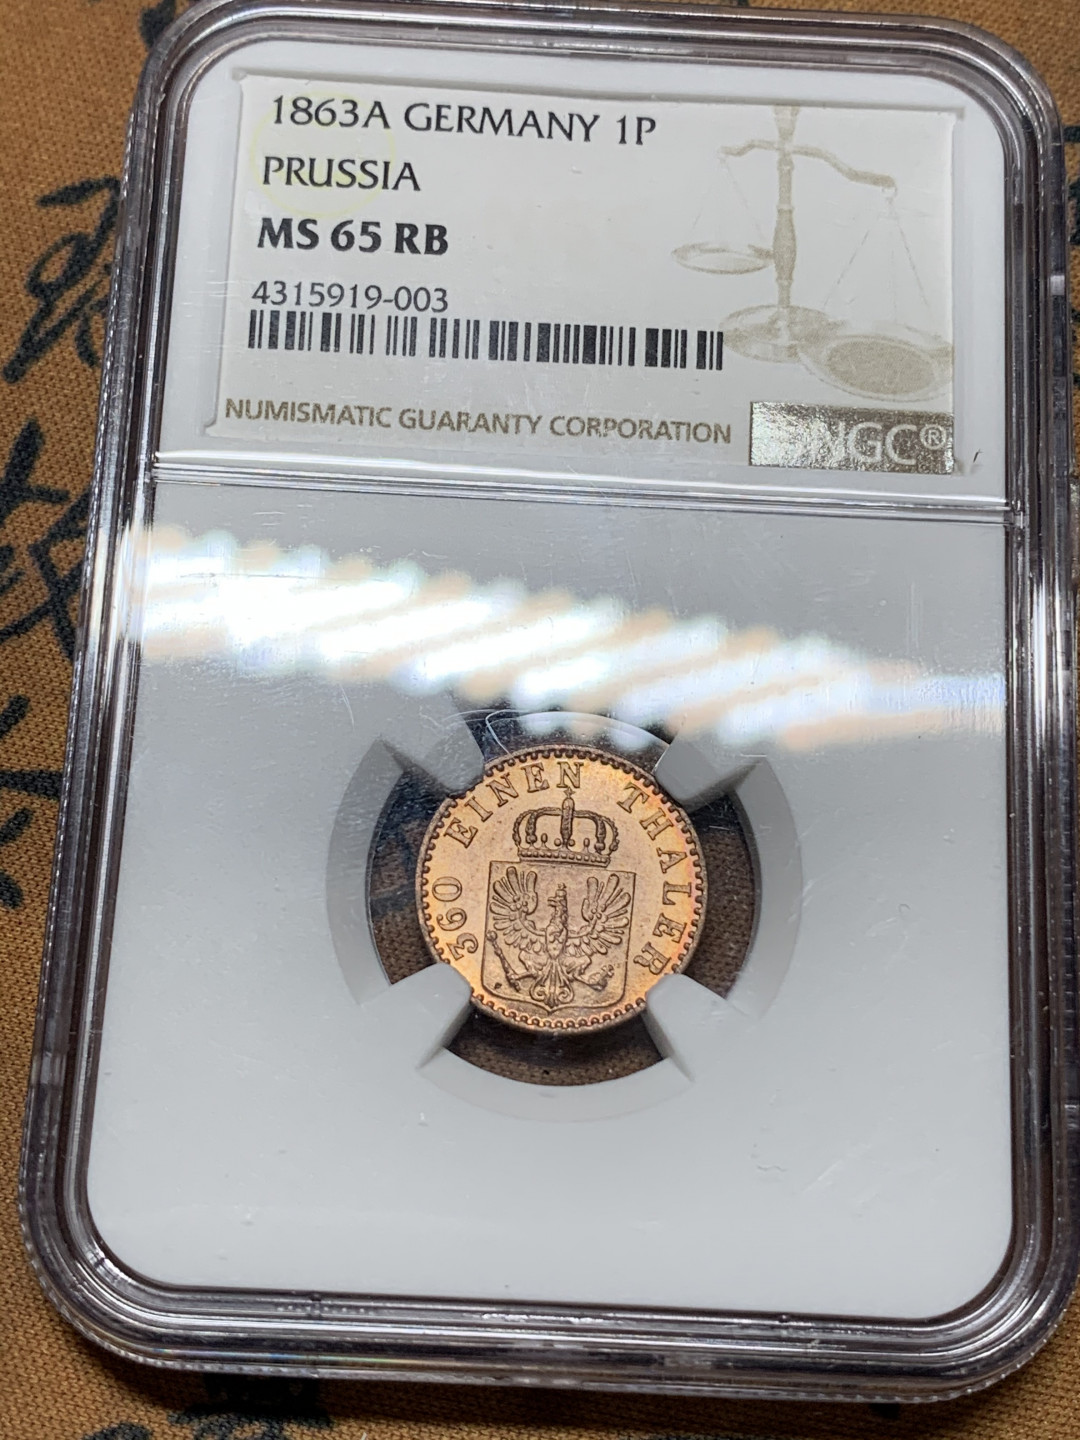 1863A GERMANY 1P
PRUSSIA
MS 65 RB
4315919-003
NUMISMATIC GUARANTY CORPORATION
NGC®
360 EINEN THALER